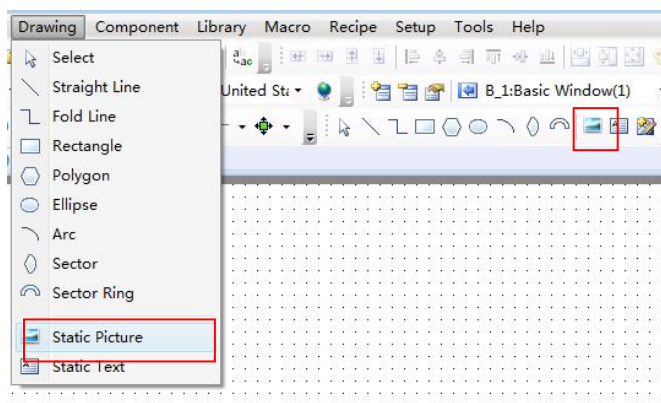 Drawing Component Library Macro Recipe Setup Tools Help
Select
Straight Line United Sta B_1:Basic Window(1)
Fold Line
Rectangle
Polygon
Ellipse
Arc
Sector
Sector Ring
Static Picture
Static Text